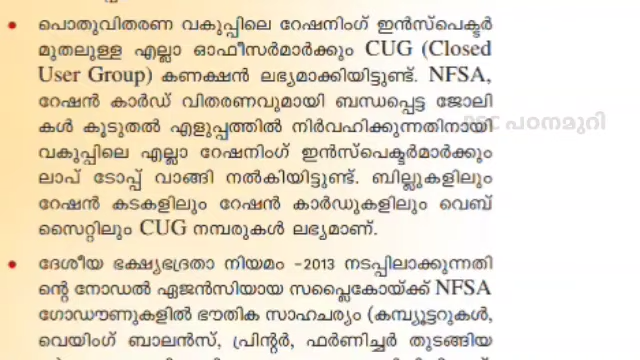 • പൊതുവിതരണ വകുപ്പിലെ റേഷനിംഗ് ഇൻസ്പെക്ടർ
മുതലുള്ള എല്ലാ ഓഫീസർമാർക്കും CUG (Closed
User Group) കണക്ഷൻ ലഭ്യമാക്കിയിട്ടുണ്ട്. NFSA,
റേഷൻ കാർഡ് വിതരണവുമായി ബന്ധപ്പെട്ട ജോലി
കൾ കൂടുതൽ എളുപ്പത്തിൽ നിർവഹിക്കുന്നതിനായി
PSC പഠനമുറി
വകുപ്പിലെ എല്ലാ റേഷനിംഗ് ഇൻസ്പെക്ടർമാർക്കും
ലാപ് ടോപ്പ് വാങ്ങി നൽകിയിട്ടുണ്ട്. ബില്ലുകളിലും
റേഷൻ കടകളിലും റേഷൻ കാർഡുകളിലും വെബ്
സൈറ്റിലും CUG നമ്പരുകൾ ലഭ്യമാണ്.
• ദേശീയ ഭക്ഷ്യഭദ്രതാ നിയമം -2013 നടപ്പിലാക്കുന്നതി
ന്റെ നോഡൽ ഏജൻസിയായ സപ്ലൈകോയ്ക്ക് NFSA
ഗോഡൗണുകളിൽ ഭൗതിക സാഹചര്യം (കമ്പ്യൂട്ടറുകൾ,
വെയിംഗ് ബാലൻസ്, പ്രിന്റർ, ഫർണിച്ചർ തുടങ്ങിയ